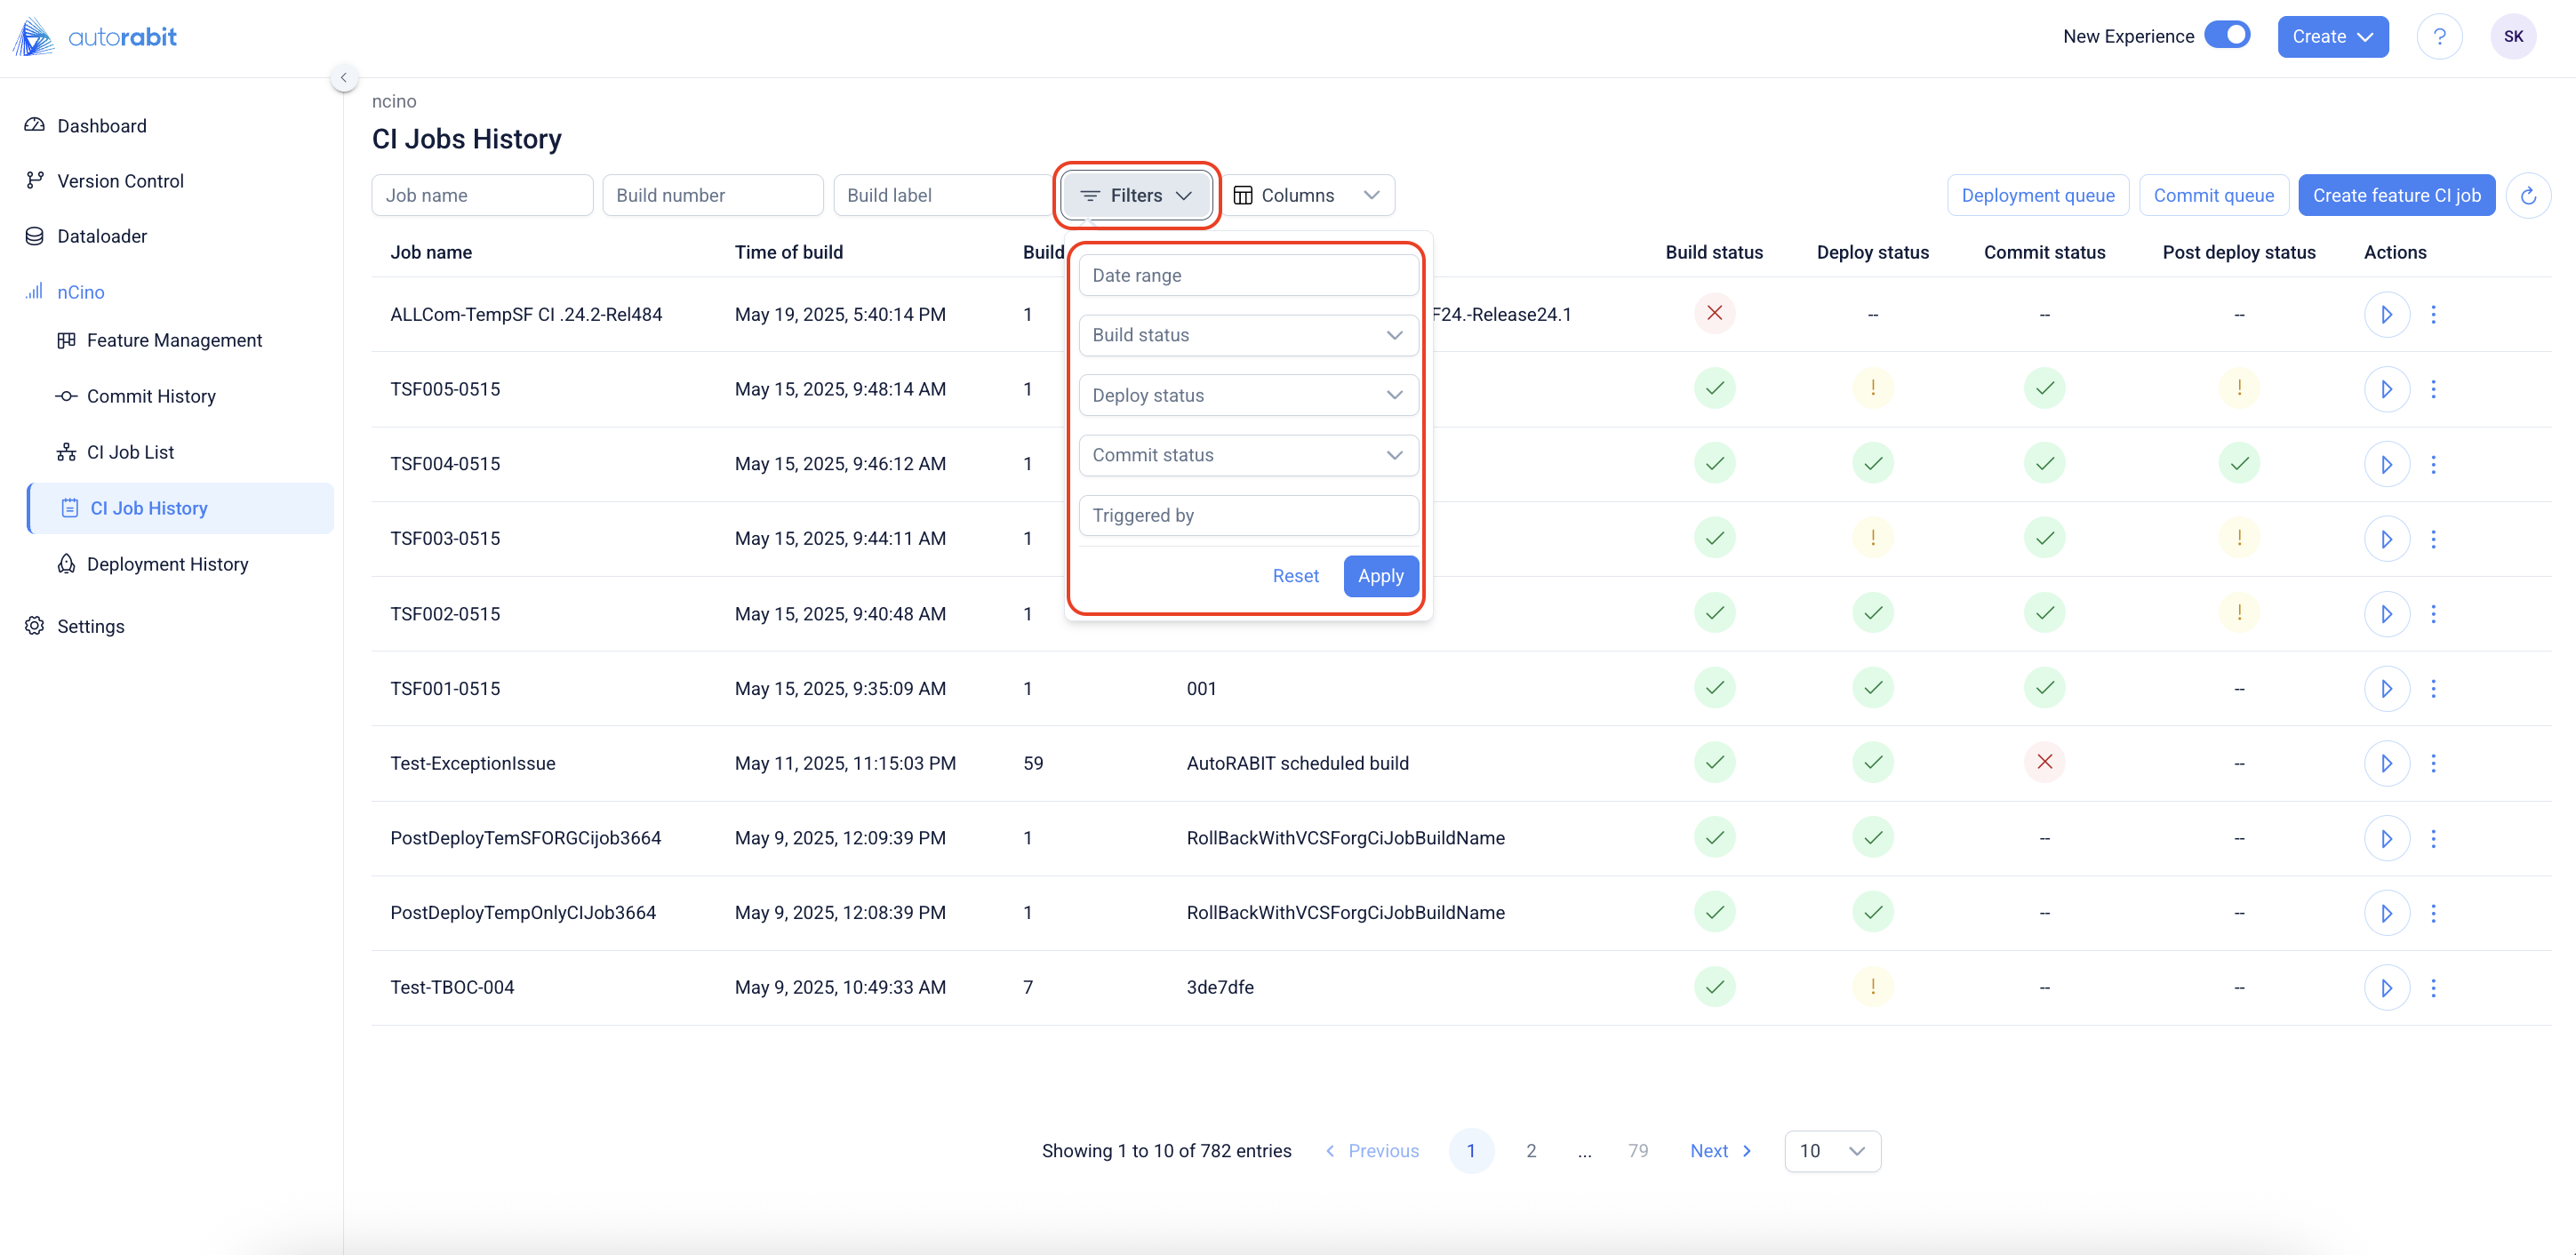 autorabit
New Experience
Create
?
SK
Dashboard
Version Control
Dataloader
nCino
Feature Management
Commit History
CI Job List
CI Job History
Deployment History
Settings
ncino
CI Jobs History
Job name
Build number
Build label
Filters
Columns
Deployment queue
Commit queue
Create feature CI job
Job name Time of build Build Build status Deploy status Commit status Post deploy status Actions
Date range
Build status
Deploy status
Commit status
Triggered by
Reset Apply
ALLCom-TempSF CI .24.2-Rel484 May 19, 2025, 5:40:14 PM 1 F24.-Release24.1 -- -- --
TSF005-0515 May 15, 2025, 9:48:14 AM 1 ! !
TSF004-0515 May 15, 2025, 9:46:12 AM 1
TSF003-0515 May 15, 2025, 9:44:11 AM 1 ! !
TSF002-0515 May 15, 2025, 9:40:48 AM 1 !
TSF001-0515 May 15, 2025, 9:35:09 AM 1 001 --
Test-ExceptionIssue May 11, 2025, 11:15:03 PM 59 AutoRABIT scheduled build --
PostDeployTemSFORGCijob3664 May 9, 2025, 12:09:39 PM 1 RollBackWithVCSForgCiJobBuildName -- --
PostDeployTempOnlyCIJob3664 May 9, 2025, 12:08:39 PM 1 RollBackWithVCSForgCiJobBuildName -- --
Test-TBOC-004 May 9, 2025, 10:49:33 AM 7 3de7dfe ! -- --
Showing 1 to 10 of 782 entries Previous 1 2 ... 79 Next 10